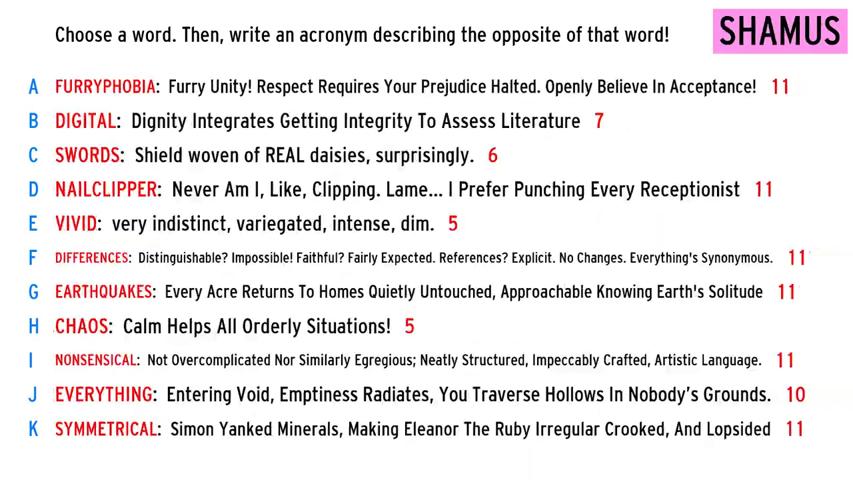 Choose a word. Then, write an acronym describing the opposite of that word!
SHAMUS
A FURRYPHOBIA: Furry Unity! Respect Requires Your Prejudice Halted. Openly Believe In Acceptance! 11
B DIGITAL: Dignity Integrates Getting Integrity To Assess Literature 7
C SWORDS: Shield woven of REAL daisies, surprisingly. 6
D NAILCLIPPER: Never Am I, Like, Clipping. Lame... I Prefer Punching Every Receptionist 11
E VIVID: very indistinct, variegated, intense, dim. 5
F DIFFERENCES: Distinguishable? Impossible! Faithful? Fairly Expected. References? Explicit. No Changes. Everything's Synonymous. 11
G EARTHQUAKES: Every Acre Returns To Homes Quietly Untouched, Approachable Knowing Earth's Solitude 11
H CHAOS: Calm Helps All Orderly Situations! 5
I NONSENSICAL: Not Overcomplicated Nor Similarly Egregious; Neatly Structured, Impeccably Crafted, Artistic Language. 11
J EVERYTHING: Entering Void, Emptiness Radiates, You Traverse Hollows In Nobody's Grounds. 10
K SYMMETRICAL: Simon Yanked Minerals, Making Eleanor The Ruby Irregular Crooked, And Lopsided 11